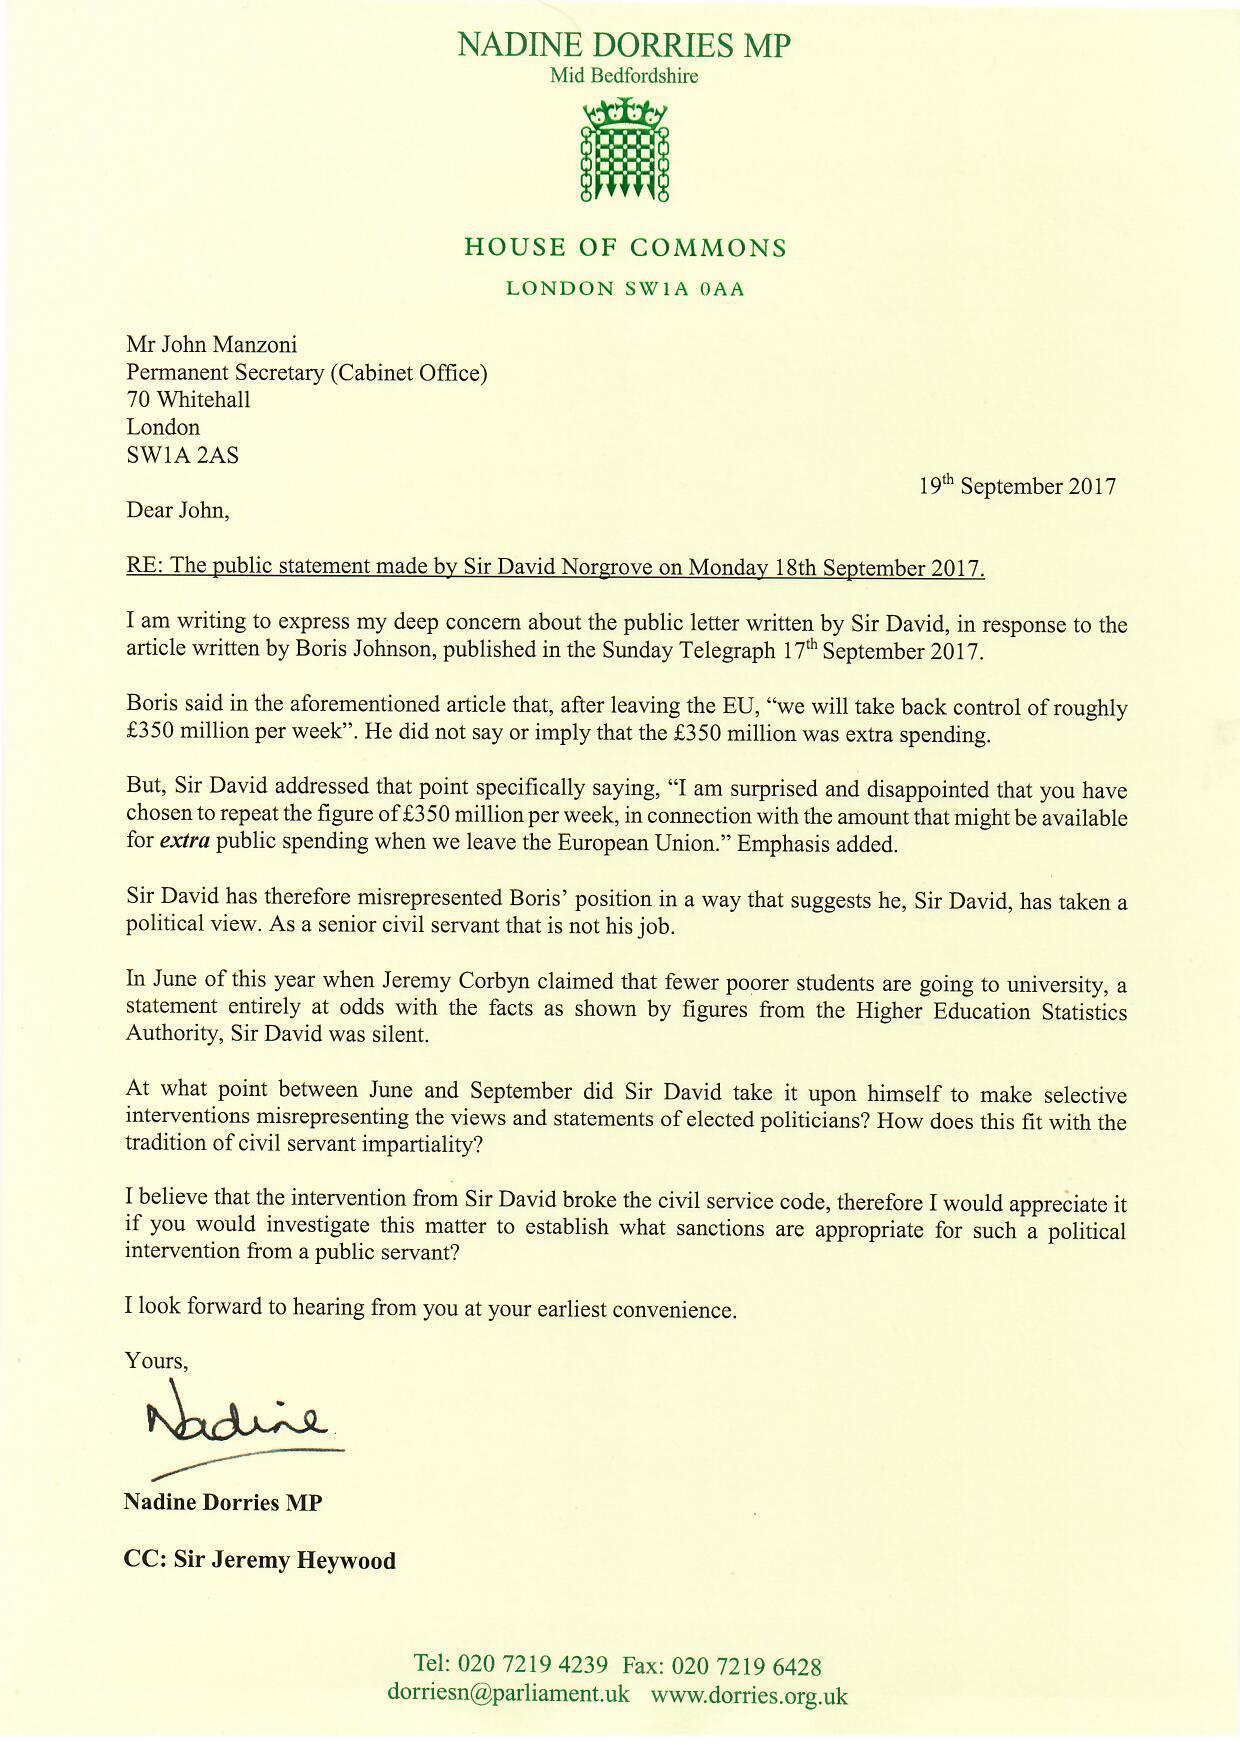 NADINE DORRIES MP
Mid Bedfordshire
HOUSE OF COMMONS
LONDON SW1A 0AA
Mr John Manzoni
Permanent Secretary (Cabinet Office)
70 Whitehall
London
SW1A 2AS
19th September 2017
Dear John,
RE: The public statement made by Sir David Norgrove on Monday 18th September 2017.
I am writing to express my deep concern about the public letter written by Sir David, in response to the
article written by Boris Johnson, published in the Sunday Telegraph 17th September 2017.
Boris said in the aforementioned article that, after leaving the EU, “we will take back control of roughly
£350 million per week”. He did not say or imply that the £350 million was extra spending.
But, Sir David addressed that point specifically saying, “I am surprised and disappointed that you have
chosen to repeat the figure of £350 million per week, in connection with the amount that might be available
for extra public spending when we leave the European Union.” Emphasis added.
Sir David has therefore misrepresented Boris’ position in a way that suggests he, Sir David, has taken a
political view. As a senior civil servant that is not his job.
In June of this year when Jeremy Corbyn claimed that fewer poorer students are going to university, a
statement entirely at odds with the facts as shown by figures from the Higher Education Statistics
Authority, Sir David was silent.
At what point between June and September did Sir David take it upon himself to make selective
interventions misrepresenting the views and statements of elected politicians? How does this fit with the
tradition of civil servant impartiality?
I believe that the intervention from Sir David broke the civil service code, therefore I would appreciate it
if you would investigate this matter to establish what sanctions are appropriate for such a political
intervention from a public servant?
I look forward to hearing from you at your earliest convenience.
Yours,
Nadine
Nadine Dorries MP
CC: Sir Jeremy Heywood
Tel: 020 7219 4239 Fax: 020 7219 6428
dorriesn@parliament.uk www.dorries.org.uk